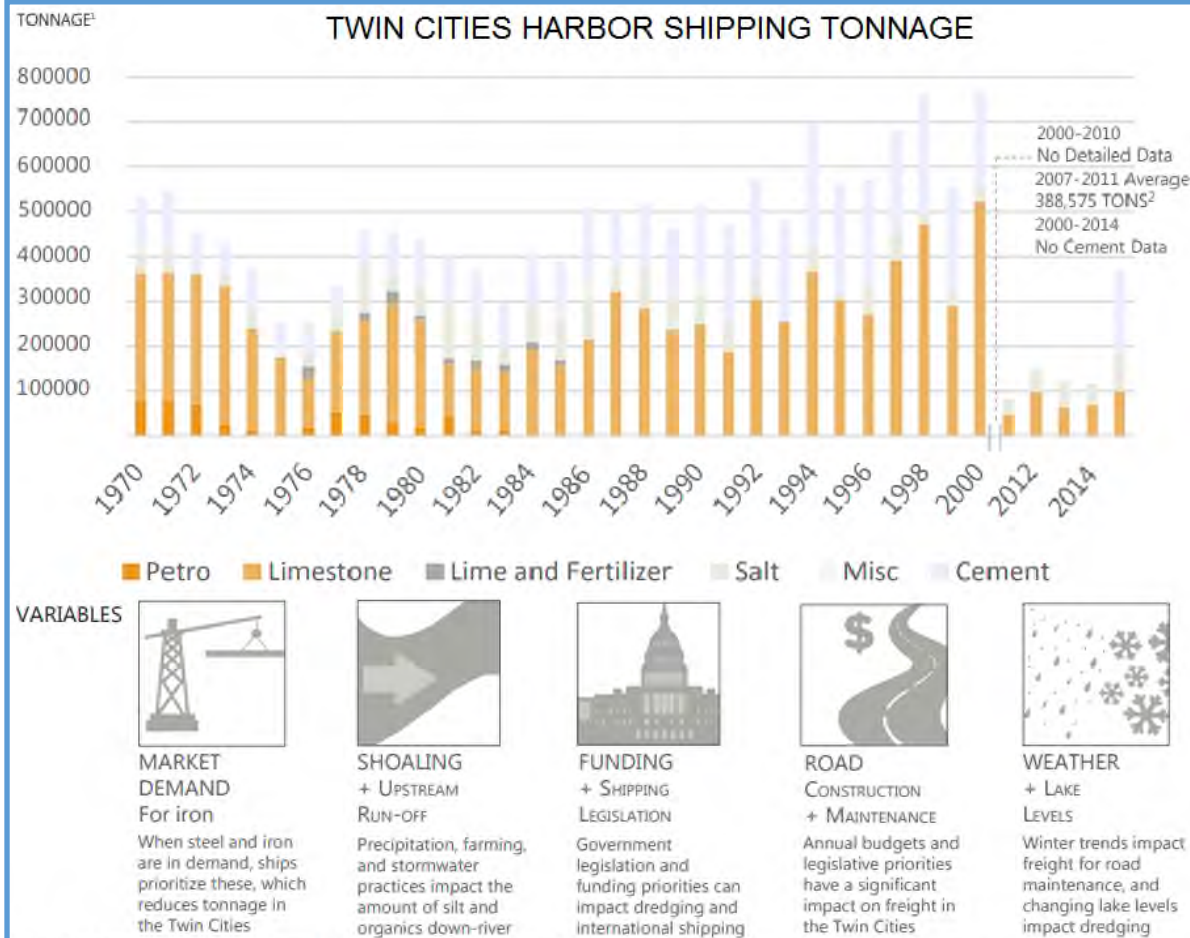 TONNAGE¹
TWIN CITIES HARBOR SHIPPING TONNAGE
800000
700000
600000
500000
400000
300000
200000
100000
2000-2010
No Detailed Data
2007-2011 Average
388,575 TONS²
2000-2014
No Cement Data
1970
1972
1974
1976
1978
1980
1982
1984
1986
1988
1990
1992
1994
1996
1998
2000
2012
2014
Petro
Limestone
Lime and Fertilizer
Salt
Misc
Cement
VARIABLES
$
MARKET
DEMAND
For iron
When steel and iron
are in demand, ships
prioritize these, which
reduces tonnage in
the Twin Cities
SHOALING
+ UPSTREAM
RUN-OFF
Precipitation, farming,
and stormwater
practices impact the
amount of silt and
organics down-river
FUNDING
+ SHIPPING
LEGISLATION
Government
legislation and
funding priorities can
impact dredging and
international shipping
ROAD
CONSTRUCTION
+ MAINTENANCE
Annual budgets and
legislative priorities
have a significant
impact on freight in
the Twin Cities
WEATHER
+ LAKE
LEVELS
Winter trends impact
freight for road
maintenance, and
changing lake levels
impact dredging